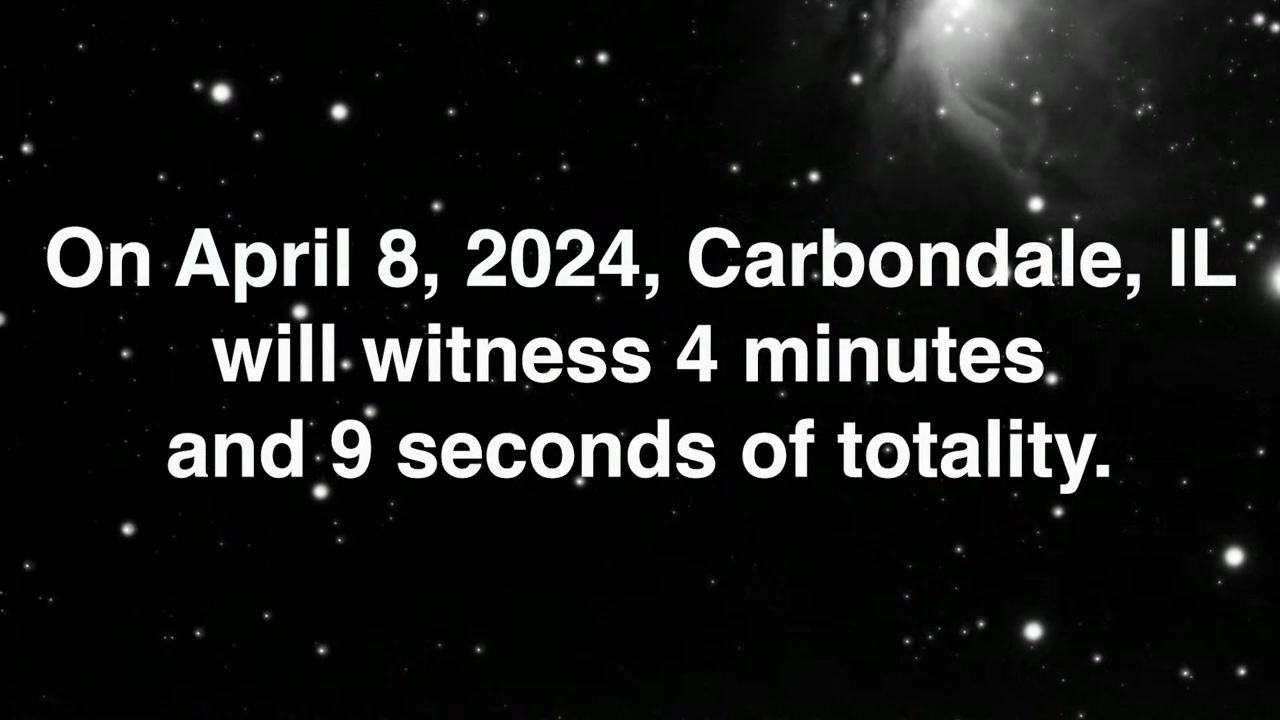 On April 8, 2024, Carbondale, IL
will witness 4 minutes
and 9 seconds of totality.